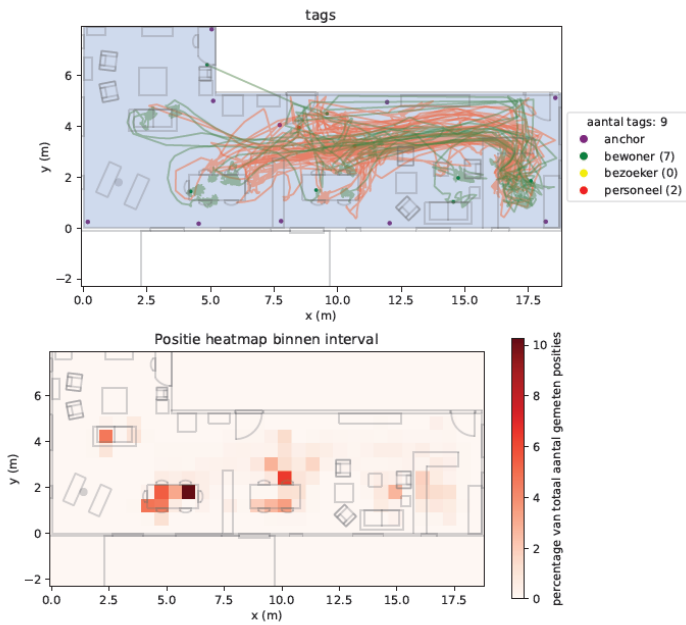 tags
6
4
2
0
−2
y (m)
0.0 2.5 5.0 7.5 10.0 12.5 15.0 17.5
x (m)
aantal tags: 9
anchor
bewoner (7)
bezoeker (0)
personeel (2)
Positie heatmap binnen interval
6
4
2
0
−2
y (m)
0.0 2.5 5.0 7.5 10.0 12.5 15.0 17.5
x (m)
10
8
6
4
2
0
percentage van totaal aantal gemeten posities